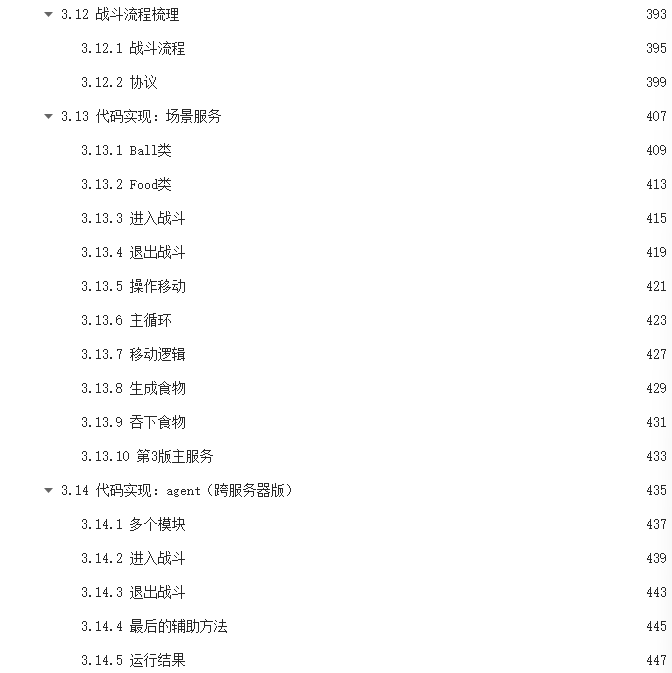 3.12 战斗流程梳理 393
3.12.1 战斗流程 395
3.12.2 协议 399
3.13 代码实现：场景服务 407
3.13.1 Ball类 409
3.13.2 Food类 413
3.13.3 进入战斗 415
3.13.4 退出战斗 419
3.13.5 操作移动 421
3.13.6 主循环 423
3.13.7 移动逻辑 427
3.13.8 生成食物 429
3.13.9 吞下食物 431
3.13.10 第3版主服务 433
3.14 代码实现：agent（跨服务器版） 435
3.14.1 多个模块 437
3.14.2 进入战斗 439
3.14.3 退出战斗 443
3.14.4 最后的辅助方法 445
3.14.5 运行结果 447